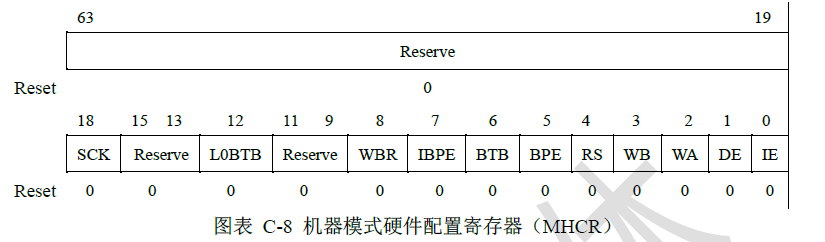 63 19
Reserve
Reset 0
18 15 13 12 11 9 8 7 6 5 4 3 2 1 0
SCK Reserve L0BTB Reserve WBR IBPE BTB BPE RS WB WA DE IE
Reset 0 0 0 0 0 0 0 0 0 0 0 0 0
图表 C-8 机器模式硬件配置寄存器（MHCR）